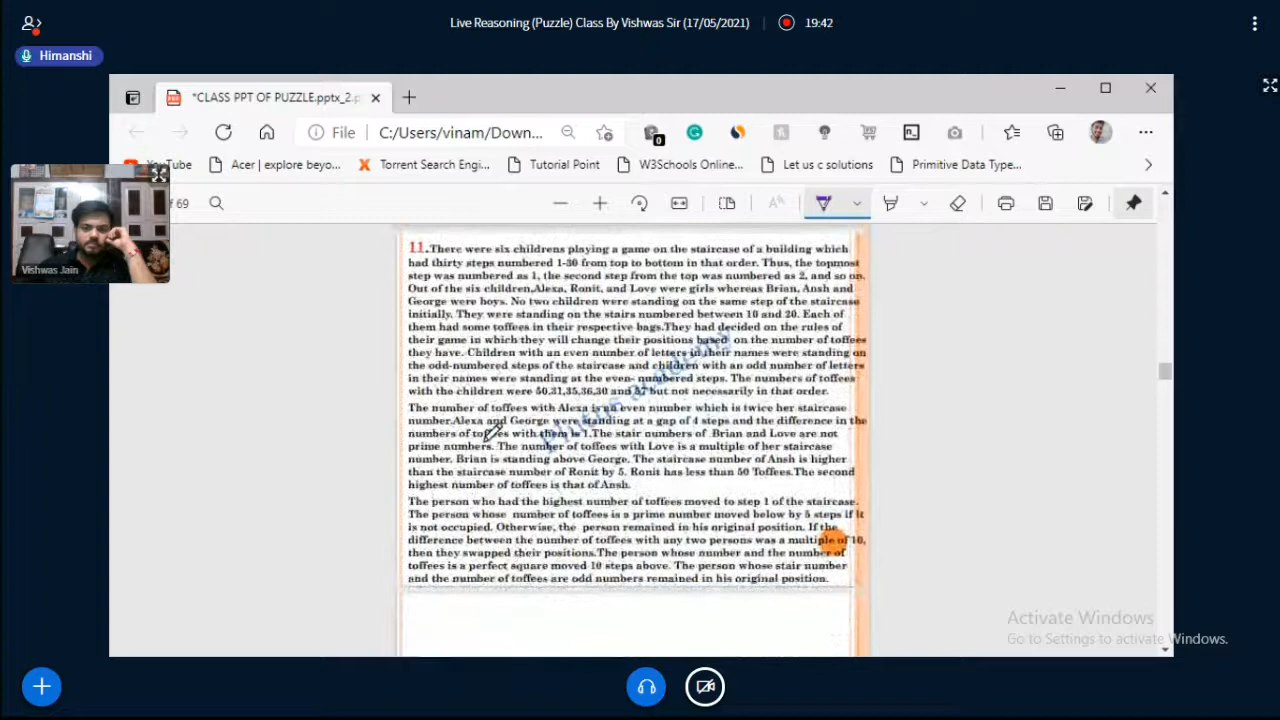 Live Reasoning (Puzzle) Class By Vishwas Sir (17/05/2021)
19:42
Himanshi
*CLASS PPT OF PUZZLE.pptx_2.p
File C:/Users/vinam/Down...
0
YouTube Acer | explore beyo... Torrent Search Engi... Tutorial Point W3Schools Online... Let us c solutions Primitive Data Type...
of 69
Vishwas Jain
11.There were six childrens playing a game on the staircase of a building which
had thirty steps numbered 1-30 from top to bottom in that order. Thus, the topmost
step was numbered as 1, the second step from the top was numbered as 2, and so on.
Out of the six children,Alexa, Ronit, and Love were girls whereas Brian, Ansh and
George were boys. No two children were standing on the same step of the staircase
initially. They were standing on the stairs numbered between 10 and 20. Each of
them had some toffees in their respective bags.They had decided on the rules of
their game in which they will change their positions based on the number of toffees
they have. Children with an even number of letters in their names were standing on
the odd-numbered steps of the staircase and children with an odd number of letters
in their names were standing at the even- numbered steps. The numbers of toffees
with the children were 50,31,35,36,30 and but not necessarily in that order.
The number of toffees with Alexa is an even number which is twice her staircase
number.Alexa and George were standing at a gap of 4 steps and the difference in the
numbers of toffees with them is 1.The stair numbers of Brian and Love are not
prime numbers. The number of toffees with Love is a multiple of her staircase
number. Brian is standing above George. The staircase number of Ansh is higher
than the staircase number of Ronit by 5. Ronit has less than 50 Toffees.The second
highest number of toffees is that of Ansh.
The person who had the highest number of toffees moved to step 1 of the staircase.
The person whose number of toffees is a prime number moved below by 5 steps if it
is not occupied. Otherwise, the person remained in his original position. If the
difference between the number of toffees with any two persons was a multiple of 10,
then they swapped their positions.The person whose number and the number of
toffees is a perfect square moved 10 steps above. The person whose stair number
and the number of toffees are odd numbers remained in his original position.
Photus academy
Activate Windows
Go to Settings to activate Windows.